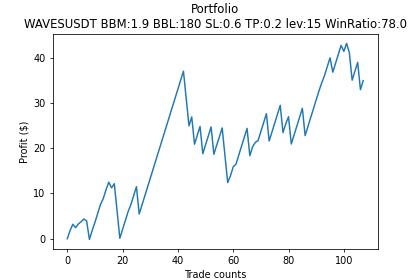 Portfolio
WAVESUSDT BBM:1.9 BBL:180 SL:0.6 TP:0.2 lev:15 WinRatio:78.0
40
30
20
10
0
Profit ($)
0 20 40 60 80 100
Trade counts